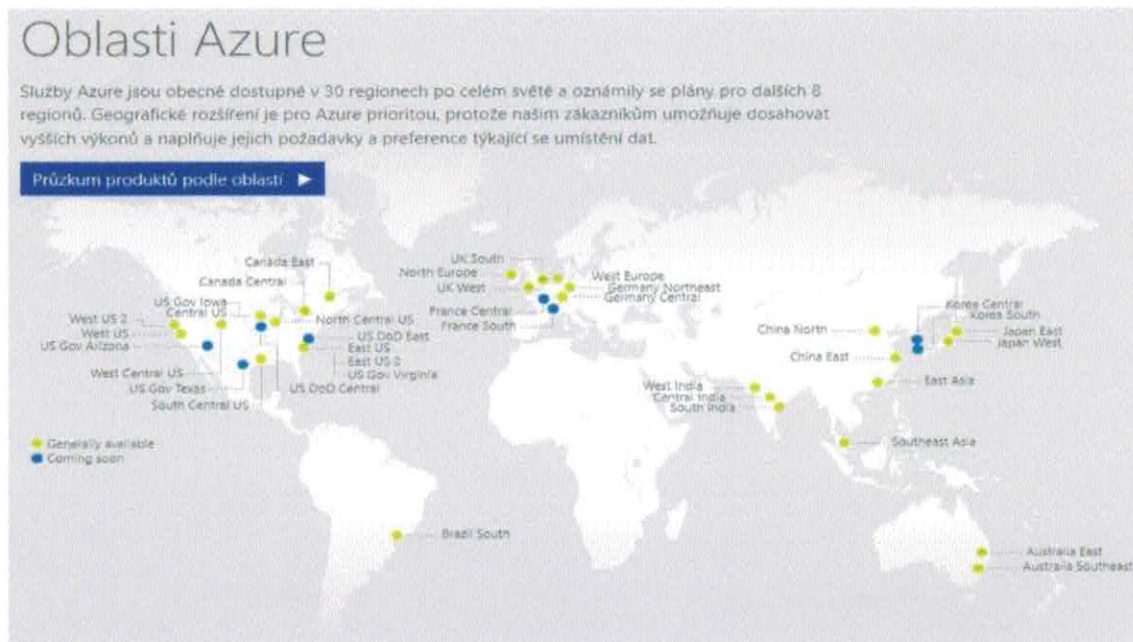 Oblasti Azure
Služby Azure jsou obecně dostupné v 30 regionech po celém světě a oznámily se plány pro dalších 8
regionů. Geografické rozšíření je pro Azure prioritou, protože našim zákazníkům umožňuje dosahovat
vyšších výkonů a naplňuje jejich požadavky a preference týkající se umístění dat.
Průzkum produktů podle oblastí
Canada East
Canada Central
US Gov Iowa
Central US
West US 2
West US
US Gov Arizona
North Central US
US DoD East
East US
East US 2
US Gov Virginia
West Central US
US Gov Texas
US DoD Central
South Central US
UK South
North Europe
UK West
West Europe
Germany Northeast
Germany Central
France Central
France South
Korea Central
Korea South
China North
Japan East
Japan West
China East
East Asia
West India
Central India
South India
Southeast Asia
Generally available
Coming soon
Brazil South
Australia East
Australia Southeast